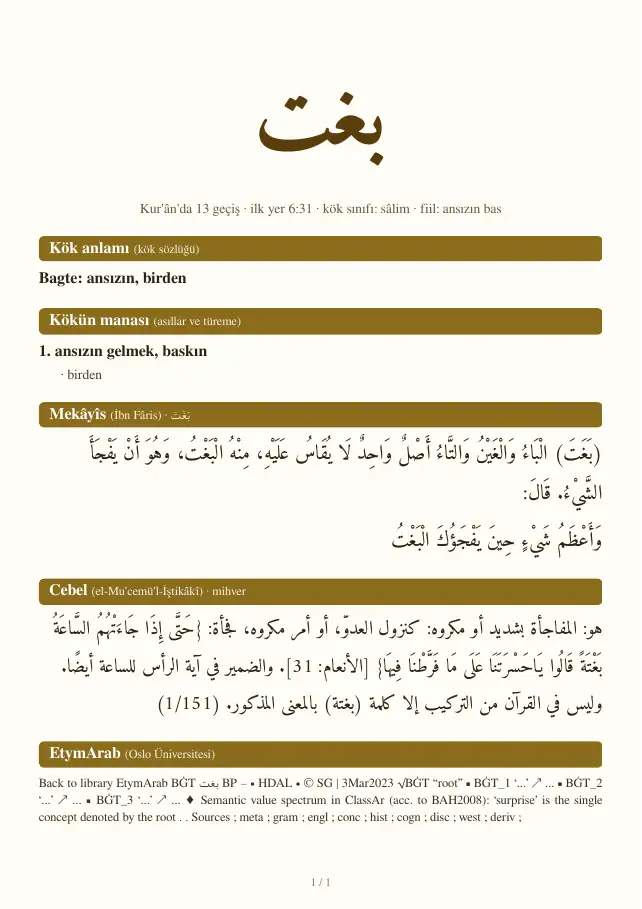 بغت
Kur'ân'da 13 geçiş · ilk yer 6:31 · kök sınıfı: sâlim · fiil: ansızın bas
Kök anlamı (kök sözlüğü)
Bagte: ansızın, birden
Kökün manası (asıllar ve türeme)
1. ansızın gelmek, baskın
· birden
Mekâyîs (İbn Fâris) · بَغَتَ
(بَغَتَ) الْبَاءُ وَالْغَيْنُ وَالتَّاءُ أَصْلٌ وَاحِدٌ لَا يُقَاسُ عَلَيْهِ، مِنْهُ الْبَغْتُ، وَهُوَ أَنْ يَفْجَأَ
الشَّيْءُ. قَالَ:
وَأَعْظَمُ شَيْءٍ حِينَ يَفْجَؤُكَ الْبَغْتُ
Cebel (el-Mu'cemü'l-İştikâkî) · mihver
هو: المفاجأة بشديد أو مكروه: كنزول العدوّ، أو أمر مكروه، فجأة: {حَتَّى إِذَا جَاءَتْهُمُ السَّاعَةُ
بَغْتَةً قَالُوا يَاحَسْرَتَنَا عَلَى مَا فَرَّطْنَا فِيهَا} [الأنعام: 31]. والضمير في آية الرأس للساعة أيضًا.
وليس في القرآن من التركيب إلا كلمة (بغتة) بالمعنى المذكور. (1/151)
EtymArab (Oslo Üniversitesi)
Back to library EtymArab BĠT بغت BP – • HDAL • © SG | 3Mar2023 √BĠT “root” ▪ BĠT_1 ‘...’ ↗ ... ▪ BĠT_2
‘...’ ↗ ... ▪ BĠT_3 ‘...’ ↗ ... ♦ Semantic value spectrum in ClassAr (acc. to BAH2008): ‘surprise’ is the single
concept denoted by the root . . Sources ; meta ; gram ; engl ; conc ; hist ; cogn ; disc ; west ; deriv ;
1 / 1